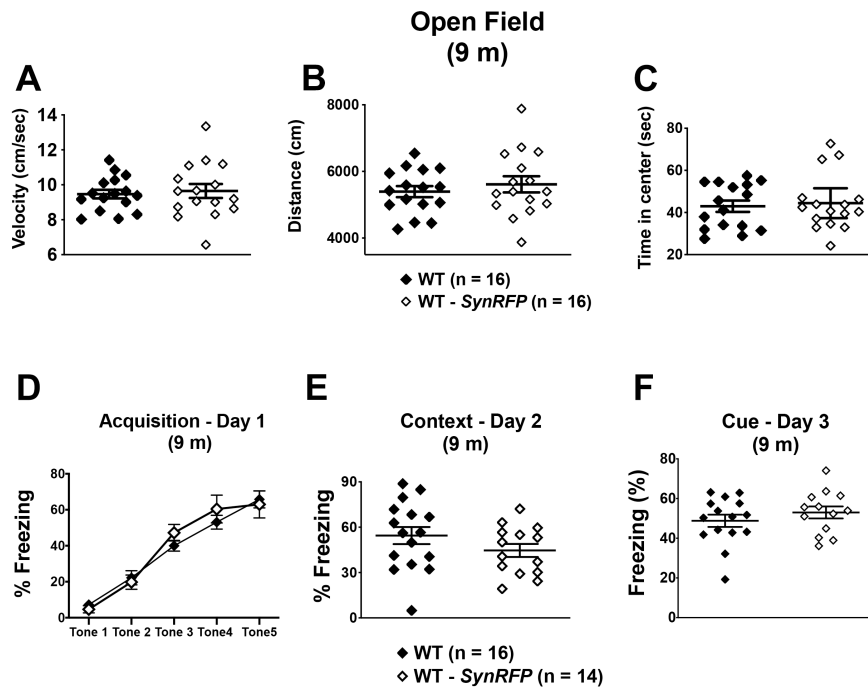 Open Field
(9 m)
A
B
C
Velocity (cm/sec)
14
12
10
8
6
Distance (cm)
8000
6000
4000
Time in center (sec)
80
60
40
20
WT (n = 16)
WT - SynRFP (n = 16)
D
E
F
Acquisition - Day 1
(9 m)
% Freezing
80
60
40
20
0
Tone 1 Tone 2 Tone 3 Tone4 Tone5
Context - Day 2
(9 m)
% Freezing
90
60
30
0
Cue - Day 3
(9 m)
Freezing (%)
80
60
40
20
0
WT (n = 16)
WT - SynRFP (n = 14)